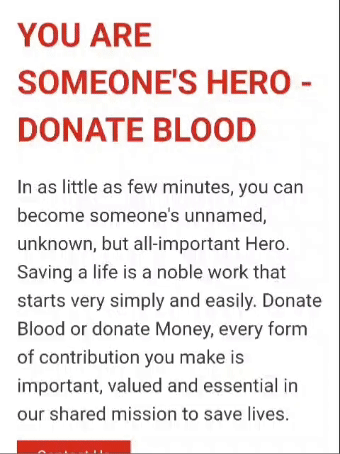 YOU ARE
SOMEONE'S HERO -
DONATE BLOOD
In as little as few minutes, you can
become someone's unnamed,
unknown, but all-important Hero.
Saving a life is a noble work that
starts very simply and easily. Donate
Blood or donate Money, every form
of contribution you make is
important, valued and essential in
our shared mission to save lives.
Contact Us